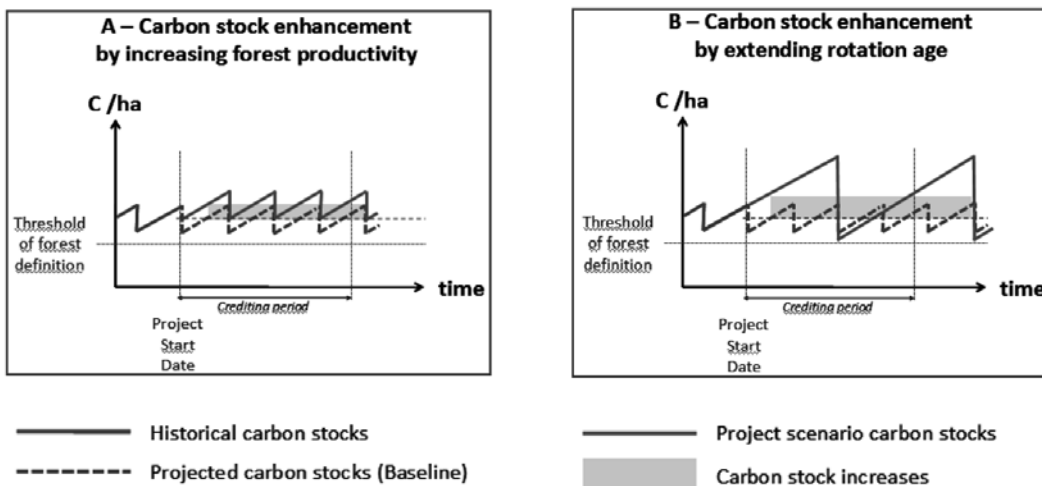 A – Carbon stock enhancement
by increasing forest productivity
C /ha
Threshold
of forest
definition
time
Crediting period
Project
Start
Date
B – Carbon stock enhancement
by extending rotation age
C /ha
Threshold
of forest
definition
time
Crediting period
Project
Start
Date
Historical carbon stocks
Projected carbon stocks (Baseline)
Project scenario carbon stocks
Carbon stock increases